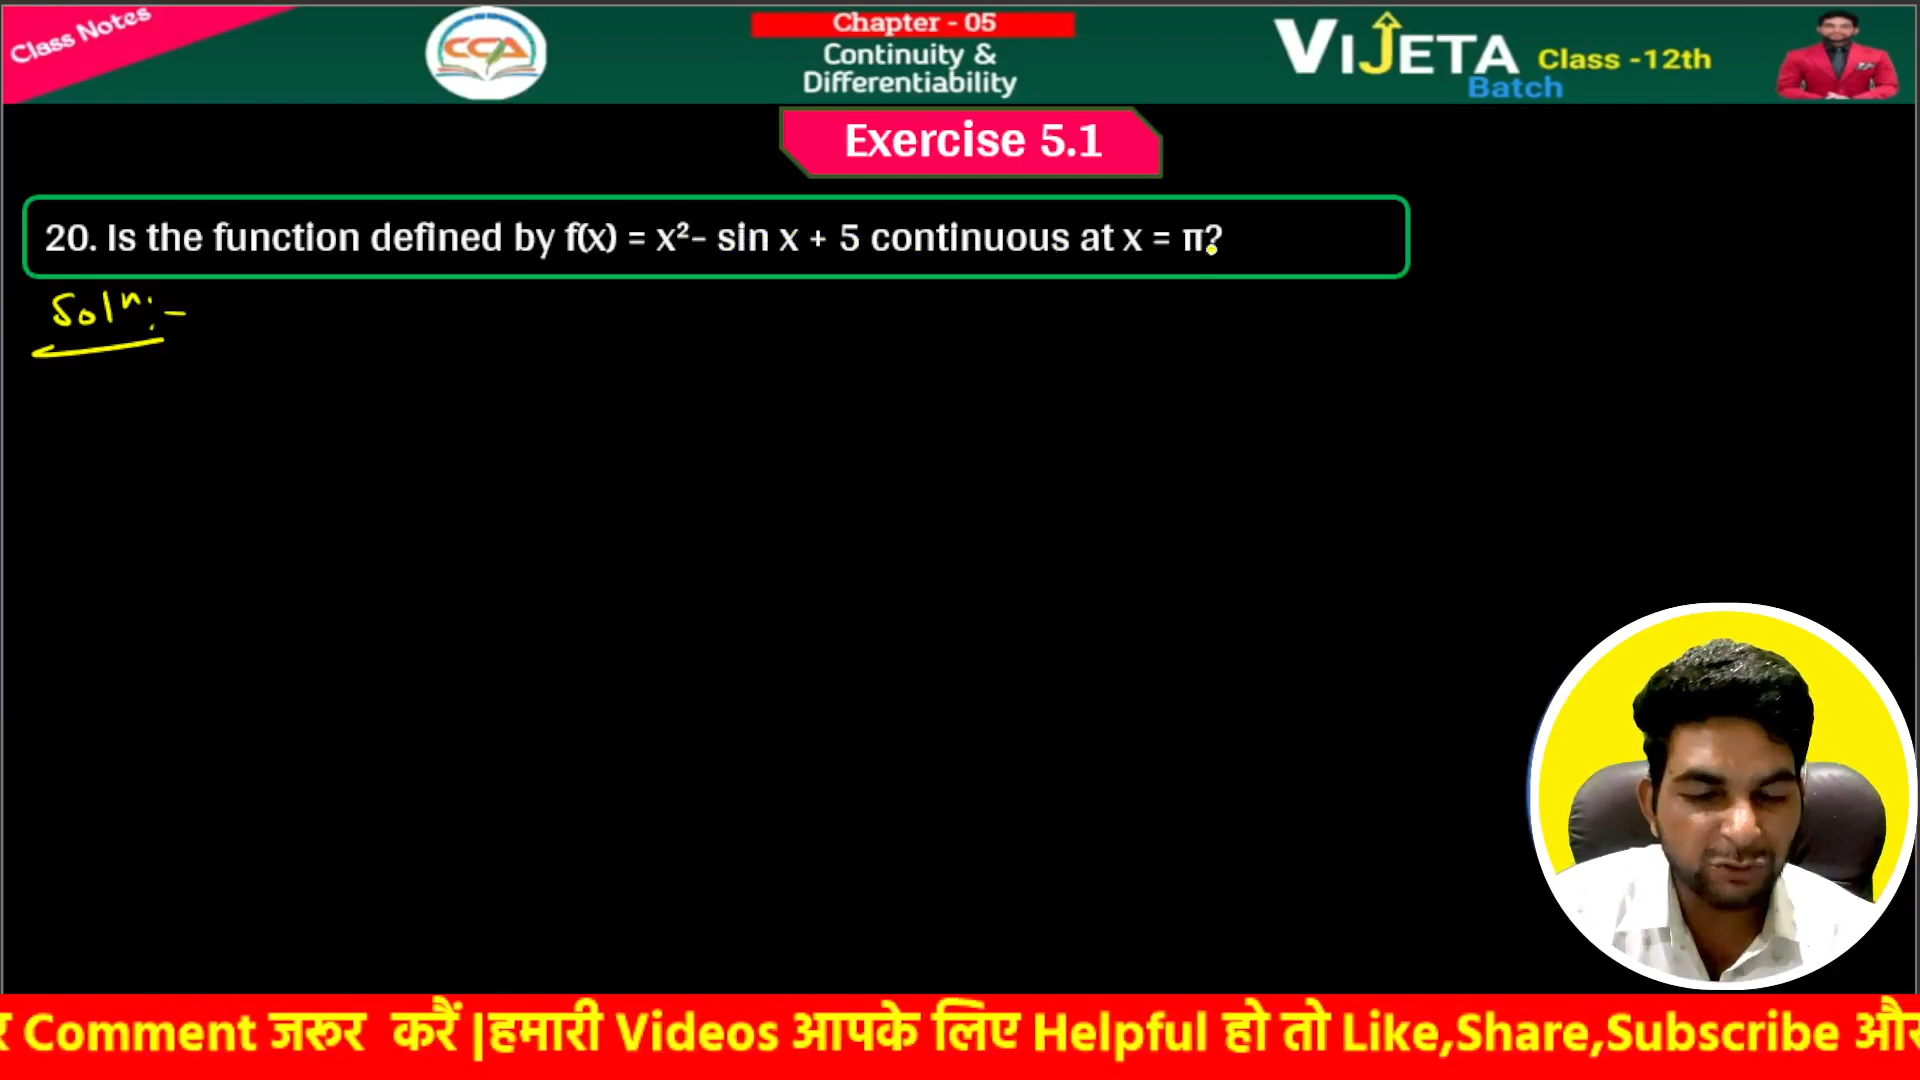 Class Notes
CCA
Chapter - 05
Continuity &
Differentiability
VIJETA Class -12th
Batch
Exercise 5.1
20. Is the function defined by f(x) = x²- sin x + 5 continuous at x = π?
Soln:-
Comment जरूर करैं |हमारी Videos आपके लिए Helpful हो तो Like,Share,Subscribe